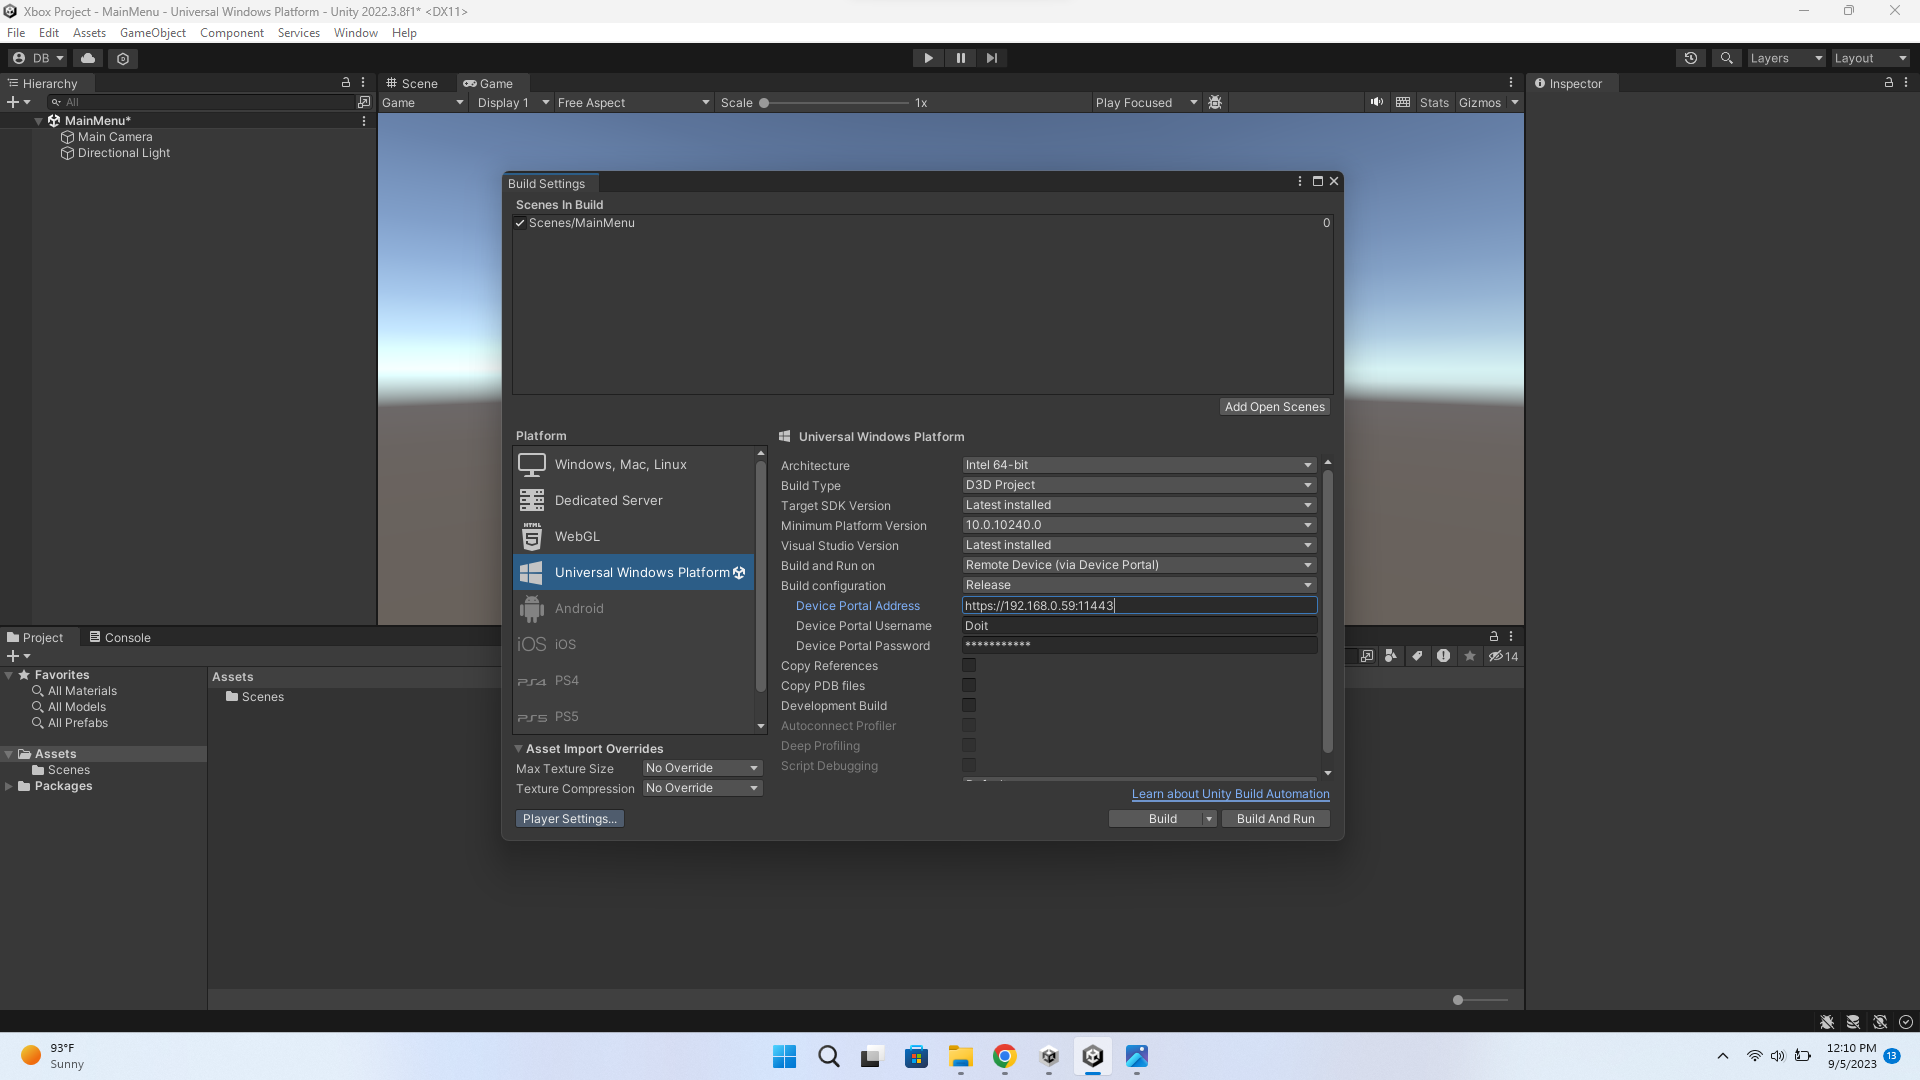 Xbox Project - MainMenu - Universal Windows Platform - Unity 2022.3.8f1* <DX11>
File Edit Assets GameObject Component Services Window Help
DB Layers Layout
Hierarchy Scene Game Inspector
All Game Display 1 Free Aspect Scale 1x Play Focused Stats Gizmos
MainMenu*
Main Camera
Directional Light
Build Settings
Scenes In Build
Scenes/MainMenu 0
Add Open Scenes
Platform
Windows, Mac, Linux
Dedicated Server
HTML
WebGL
Universal Windows Platform
Android
iOS iOS
PS4 PS4
PS5 PS5
Asset Import Overrides
Max Texture Size No Override
Texture Compression No Override
Player Settings...
Universal Windows Platform
Architecture Intel 64-bit
Build Type D3D Project
Target SDK Version Latest installed
Minimum Platform Version 10.0.10240.0
Visual Studio Version Latest installed
Build and Run on Remote Device (via Device Portal)
Build configuration Release
Device Portal Address https://192.168.0.59:11443
Device Portal Username Doit
Device Portal Password ***********
Copy References
Copy PDB files
Development Build
Autoconnect Profiler
Deep Profiling
Script Debugging
Learn about Unity Build Automation
Build Build And Run
Project Console
14
Favorites
All Materials
All Models
All Prefabs
Assets
Scenes
Packages
Assets
Scenes
93°F
Sunny
12:10 PM
9/5/2023
13